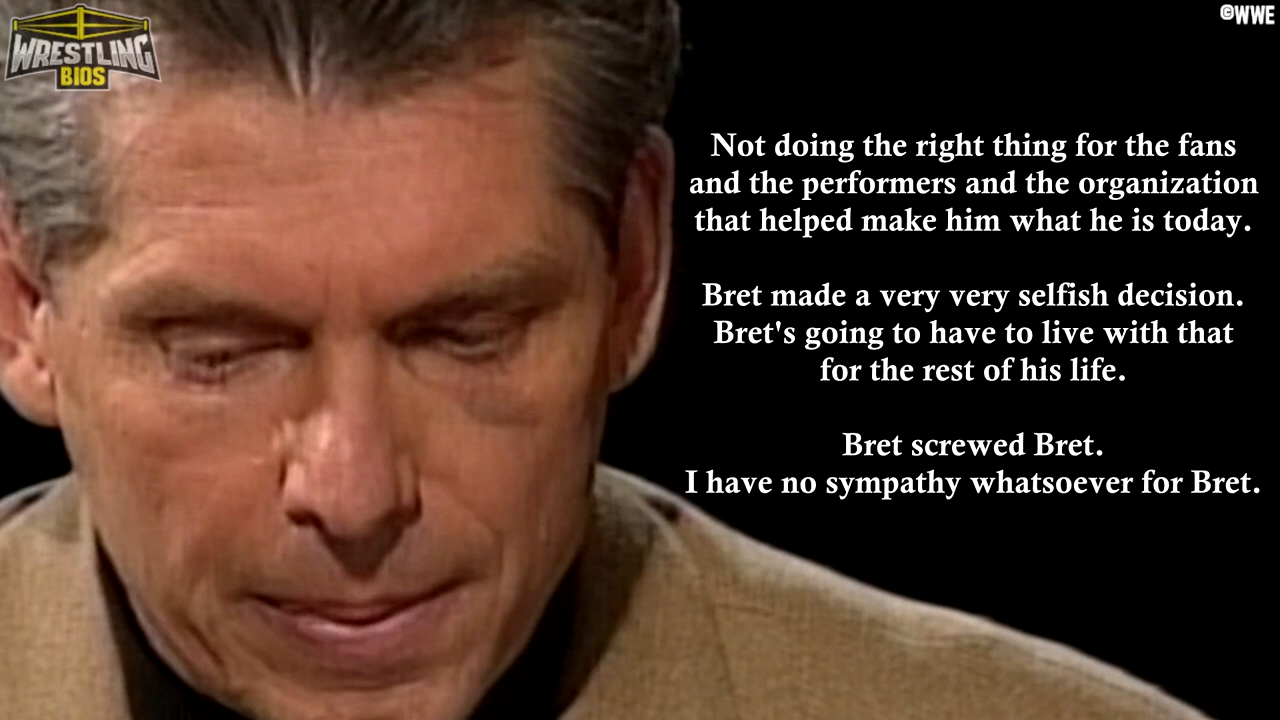 WRESTLING
BIOS
©WWE
Not doing the right thing for the fans
and the performers and the organization
that helped make him what he is today.
Bret made a very very selfish decision.
Bret's going to have to live with that
for the rest of his life.
Bret screwed Bret.
I have no sympathy whatsoever for Bret.